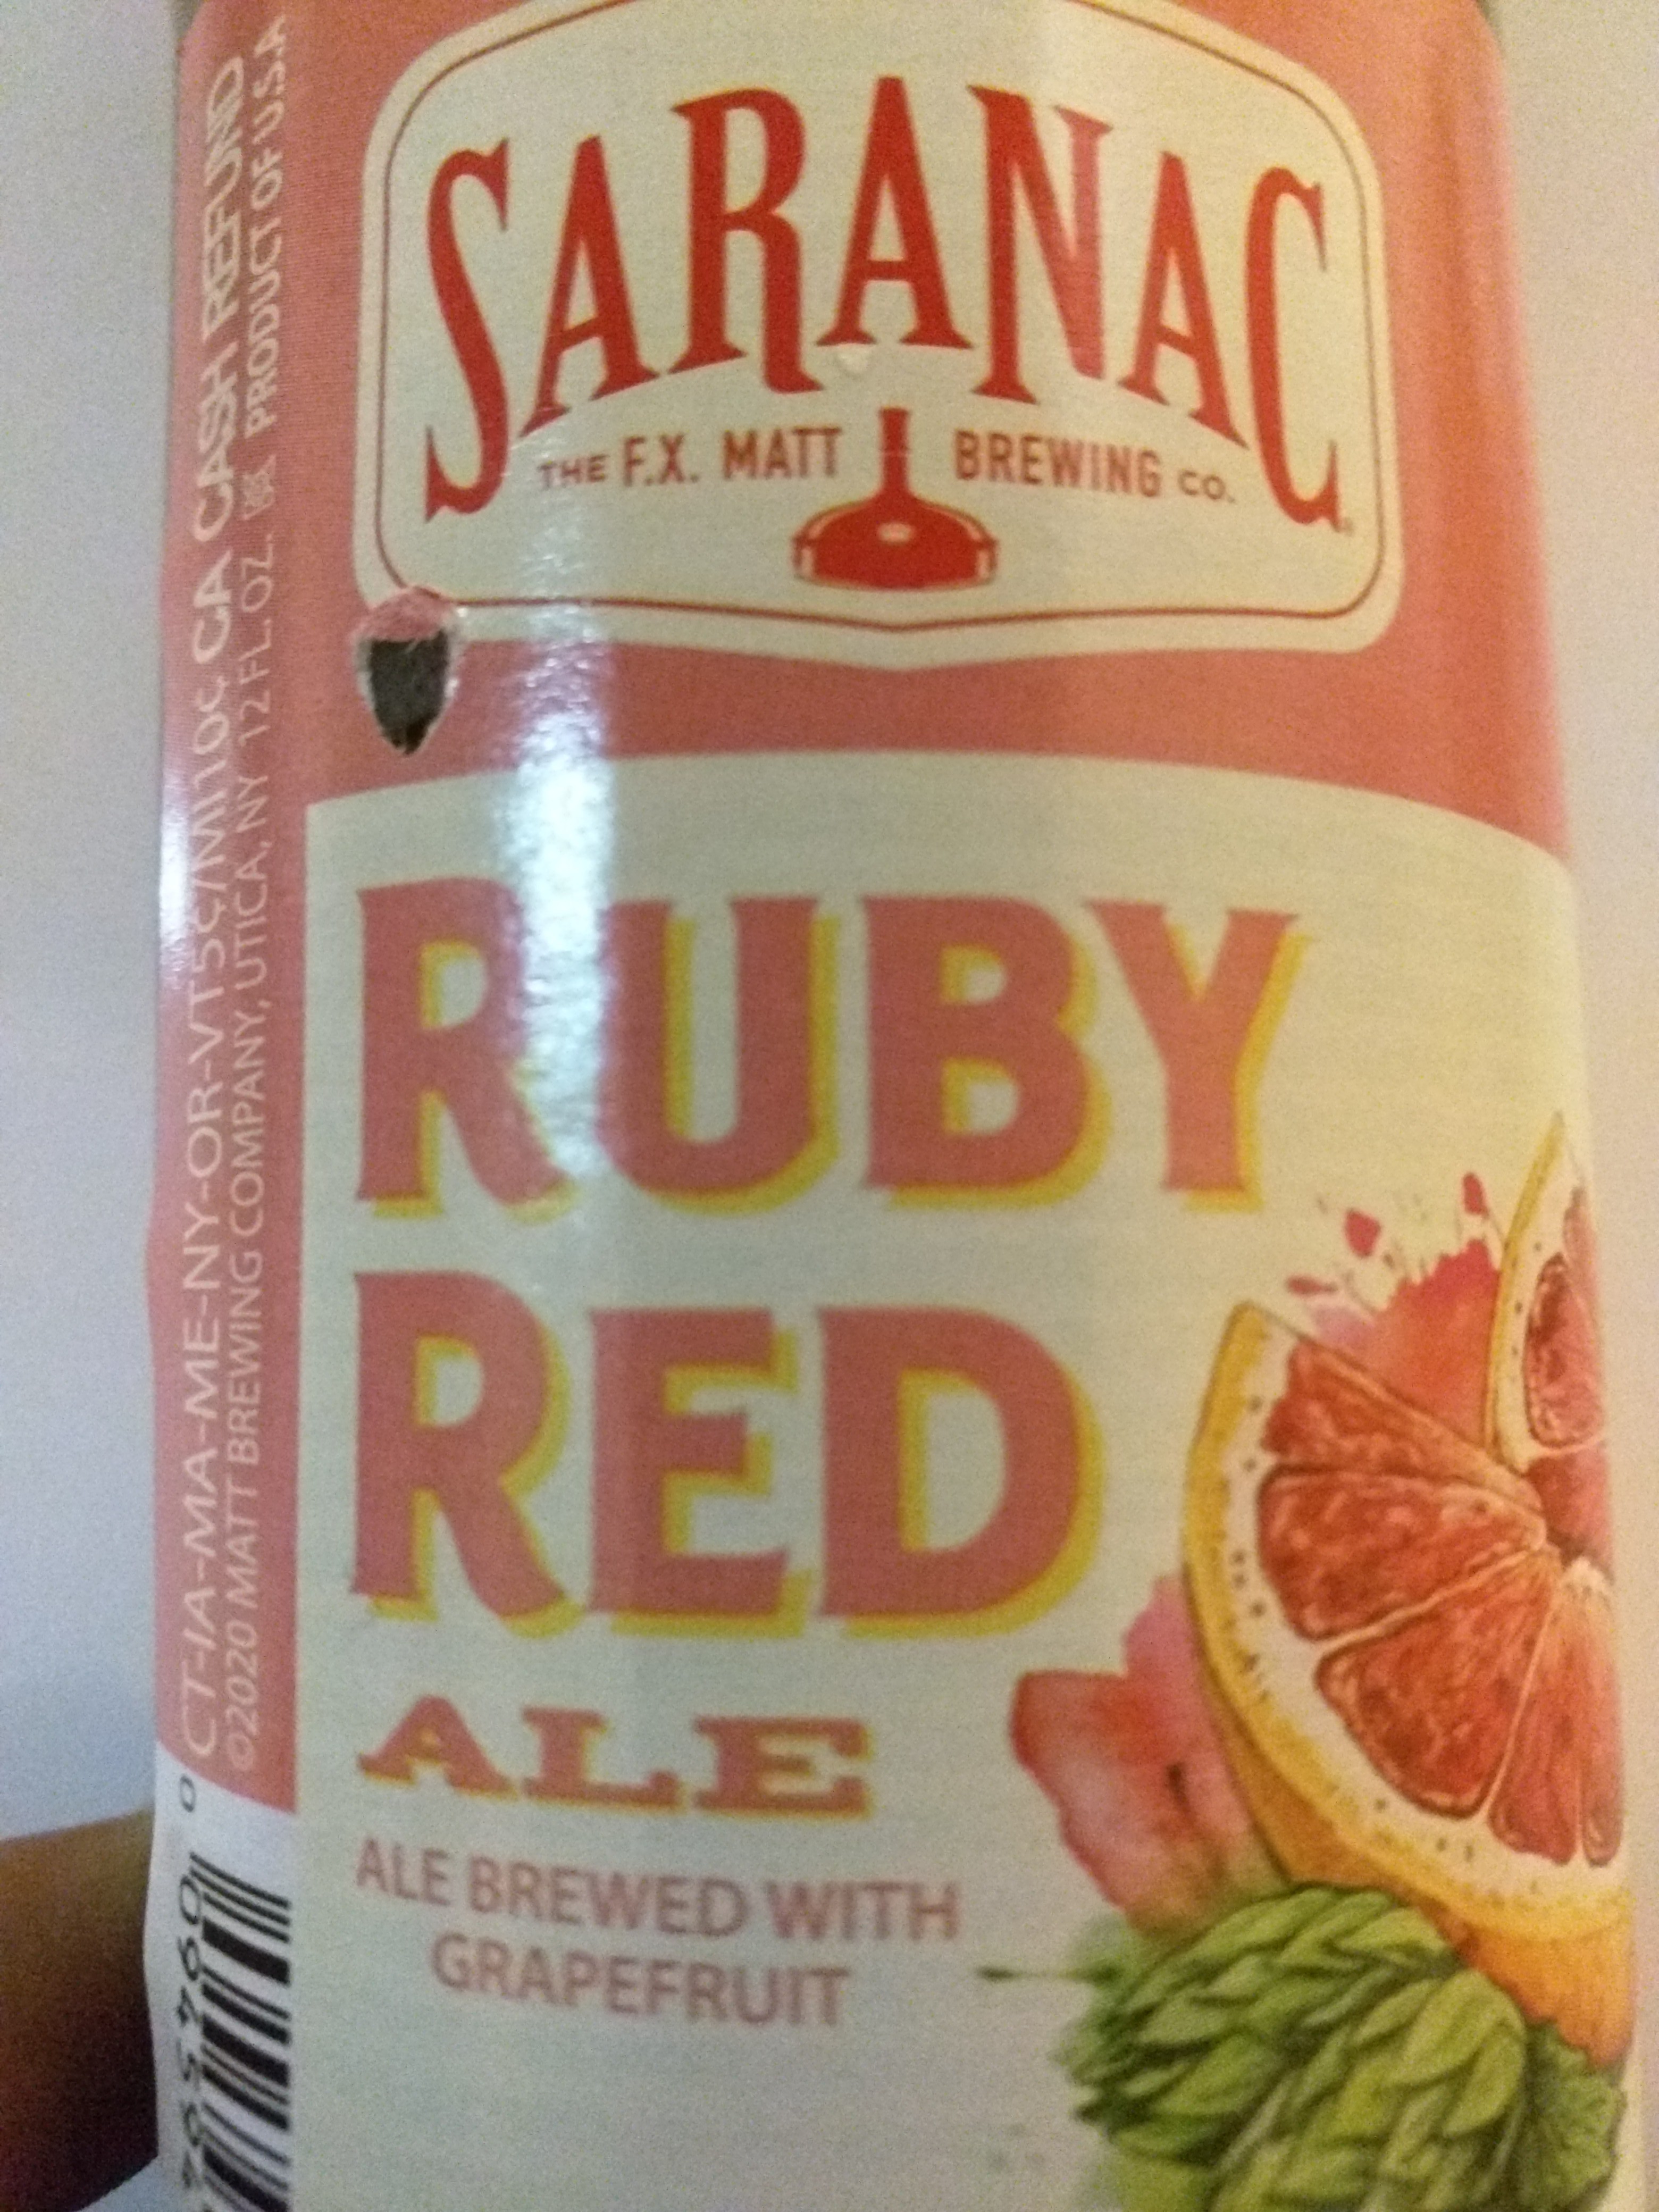 SARANAC
THE F.X. MATT BREWING CO.
RUBY
RED
ALE
ALE BREWED WITH
GRAPEFRUIT
CT-IA-MA-ME-NY-OR-VT5¢/MI10¢ CA CASH REFUND
©2020 MATT BREWING COMPANY, UTICA, NY 12 FL. OZ. PRODUCT OF U.S.A
0